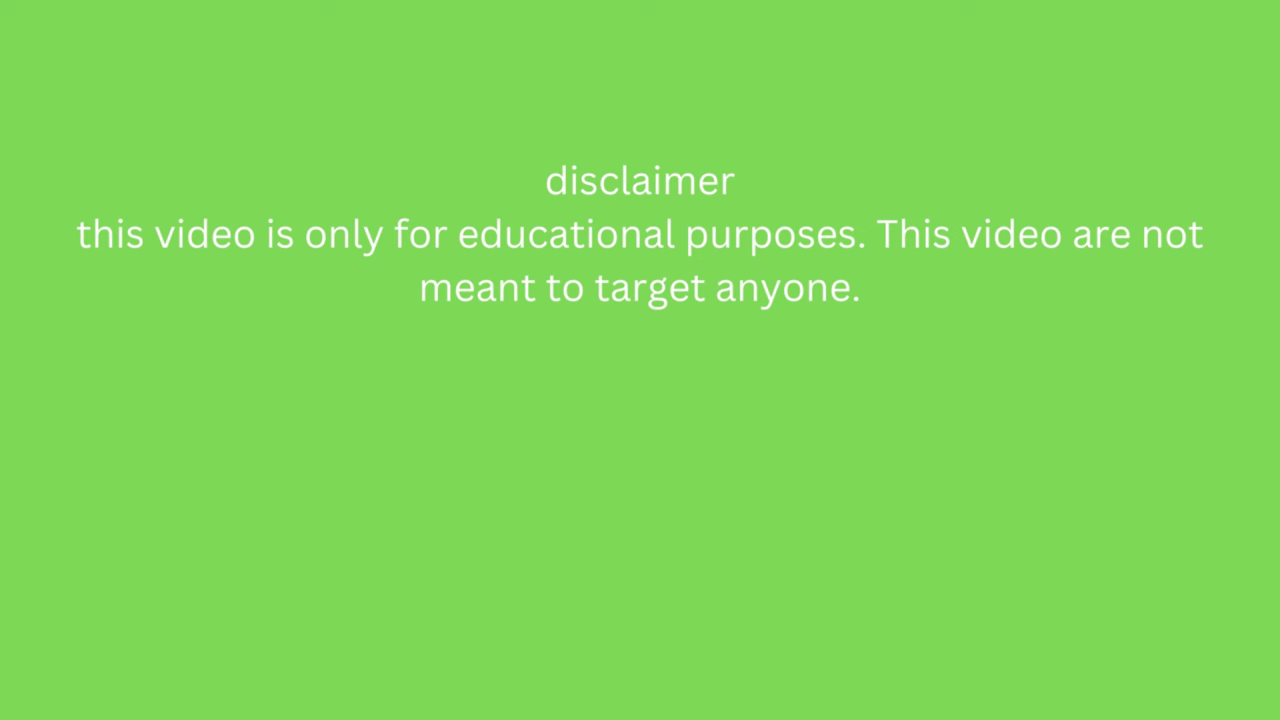 disclaimer
this video is only for educational purposes. This video are not
meant to target anyone.